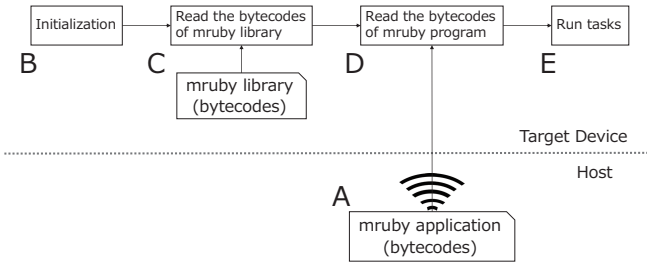 Initialization
Read the bytecodes
of mruby library
Read the bytecodes
of mruby program
Run tasks
B
C
D
E
mruby library
(bytecodes)
Target Device
Host
A
mruby application
(bytecodes)